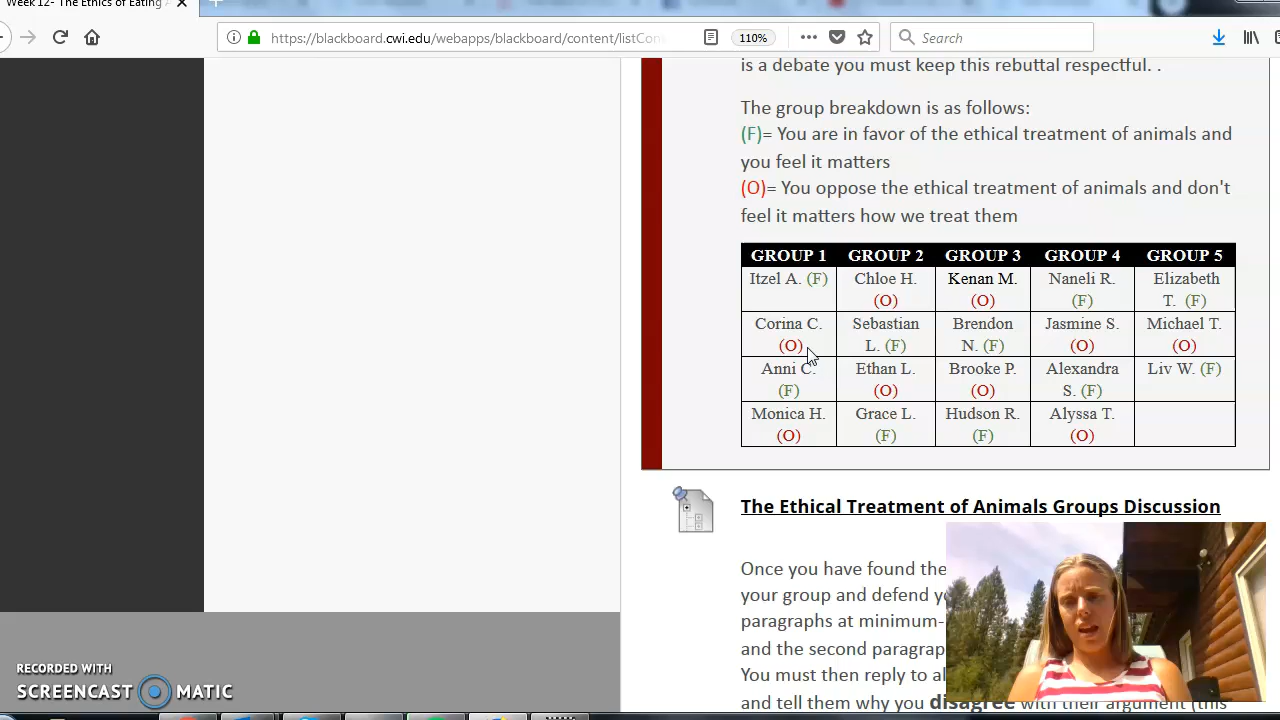 Week 12- The Ethics of Eating
https://blackboard.cwi.edu/webapps/blackboard/content/listCon
110%
Search
is a debate you must keep this rebuttal respectful. .
The group breakdown is as follows:
(F)= You are in favor of the ethical treatment of animals and
you feel it matters
(O)= You oppose the ethical treatment of animals and don't
feel it matters how we treat them
GROUP 1 GROUP 2 GROUP 3 GROUP 4 GROUP 5
Itzel A. (F) Chloe H. (O) Kenan M. (O) Naneli R. (F) Elizabeth T. (F)
Corina C. (O) Sebastian L. (F) Brendon N. (F) Jasmine S. (O) Michael T. (O)
Anni C. (F) Ethan L. (O) Brooke P. (O) Alexandra S. (F) Liv W. (F)
Monica H. (O) Grace L. (F) Hudson R. (F) Alyssa T. (O)
The Ethical Treatment of Animals Groups Discussion
Once you have found the
your group and defend yo
paragraphs at minimum-
and the second paragrap
You must then reply to al
and tell them why you disagree with their argument (this
RECORDED WITH
SCREENCAST MATIC